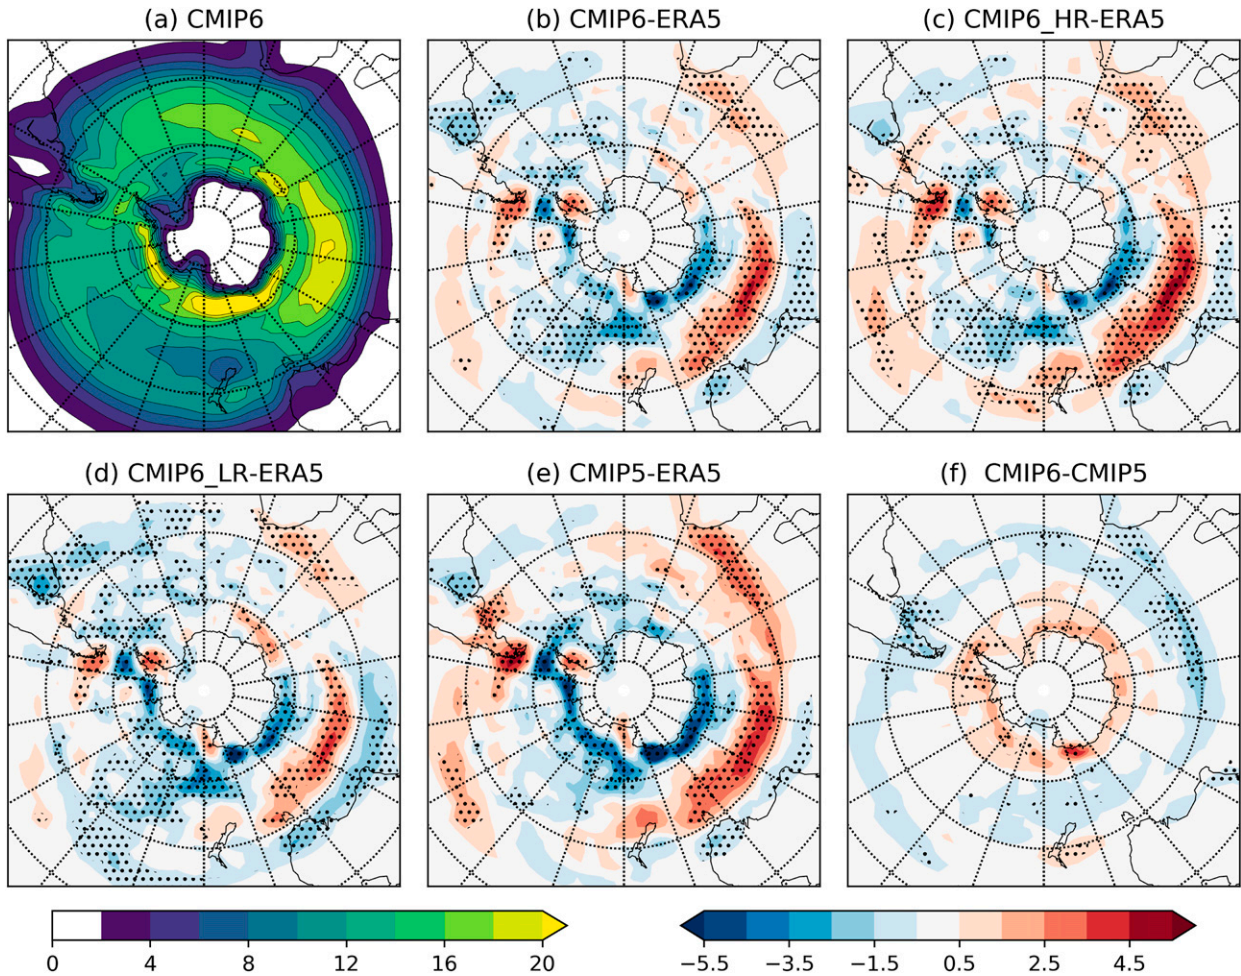 (a) CMIP6
(b) CMIP6-ERA5
(c) CMIP6_HR-ERA5
(d) CMIP6_LR-ERA5
(e) CMIP5-ERA5
(f) CMIP6-CMIP5
0 4 8 12 16 20
−5.5 −3.5 −1.5 0.5 2.5 4.5